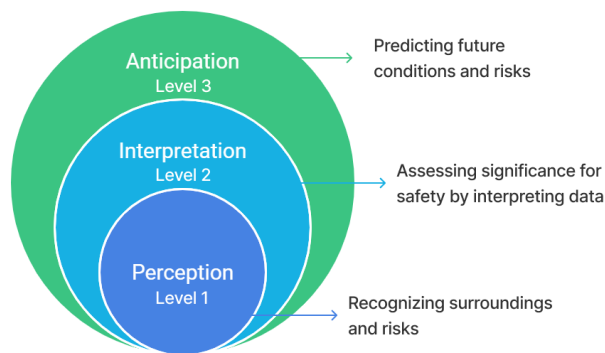 Anticipation
Level 3
Predicting future
conditions and risks
Interpretation
Level 2
Assessing significance for
safety by interpreting data
Perception
Level 1
Recognizing surroundings
and risks